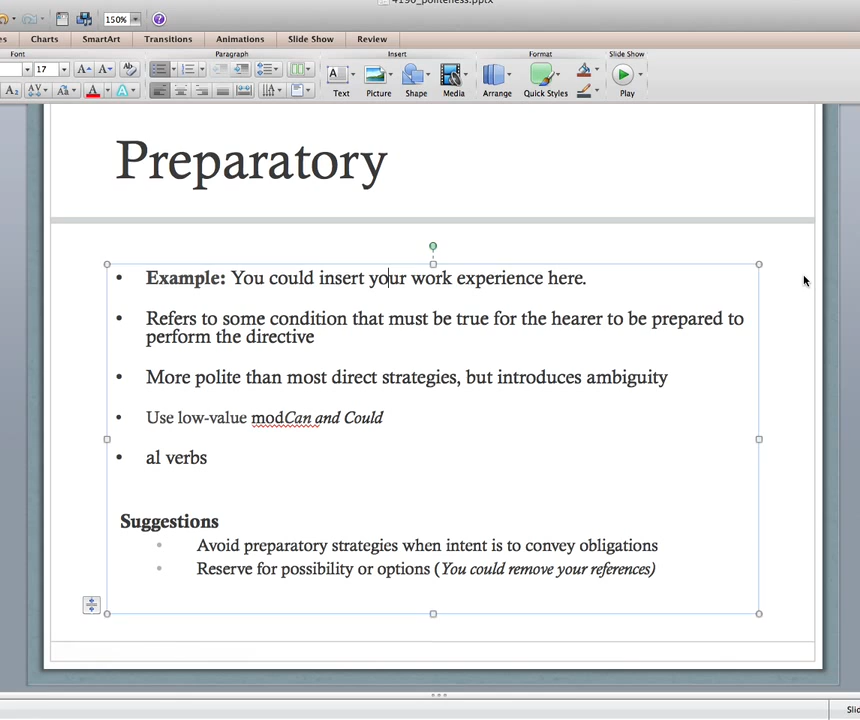 4190_politeness.pptx
150%
es Charts SmartArt Transitions Animations Slide Show Review
Font Paragraph Insert Format Slide Show
17
Text Picture Shape Media Arrange Quick Styles Play
Preparatory
• Example: You could insert your work experience here.
• Refers to some condition that must be true for the hearer to be prepared to
perform the directive
• More polite than most direct strategies, but introduces ambiguity
• Use low-value modCan and Could
• al verbs
Suggestions
Avoid preparatory strategies when intent is to convey obligations
Reserve for possibility or options (You could remove your references)
Slid